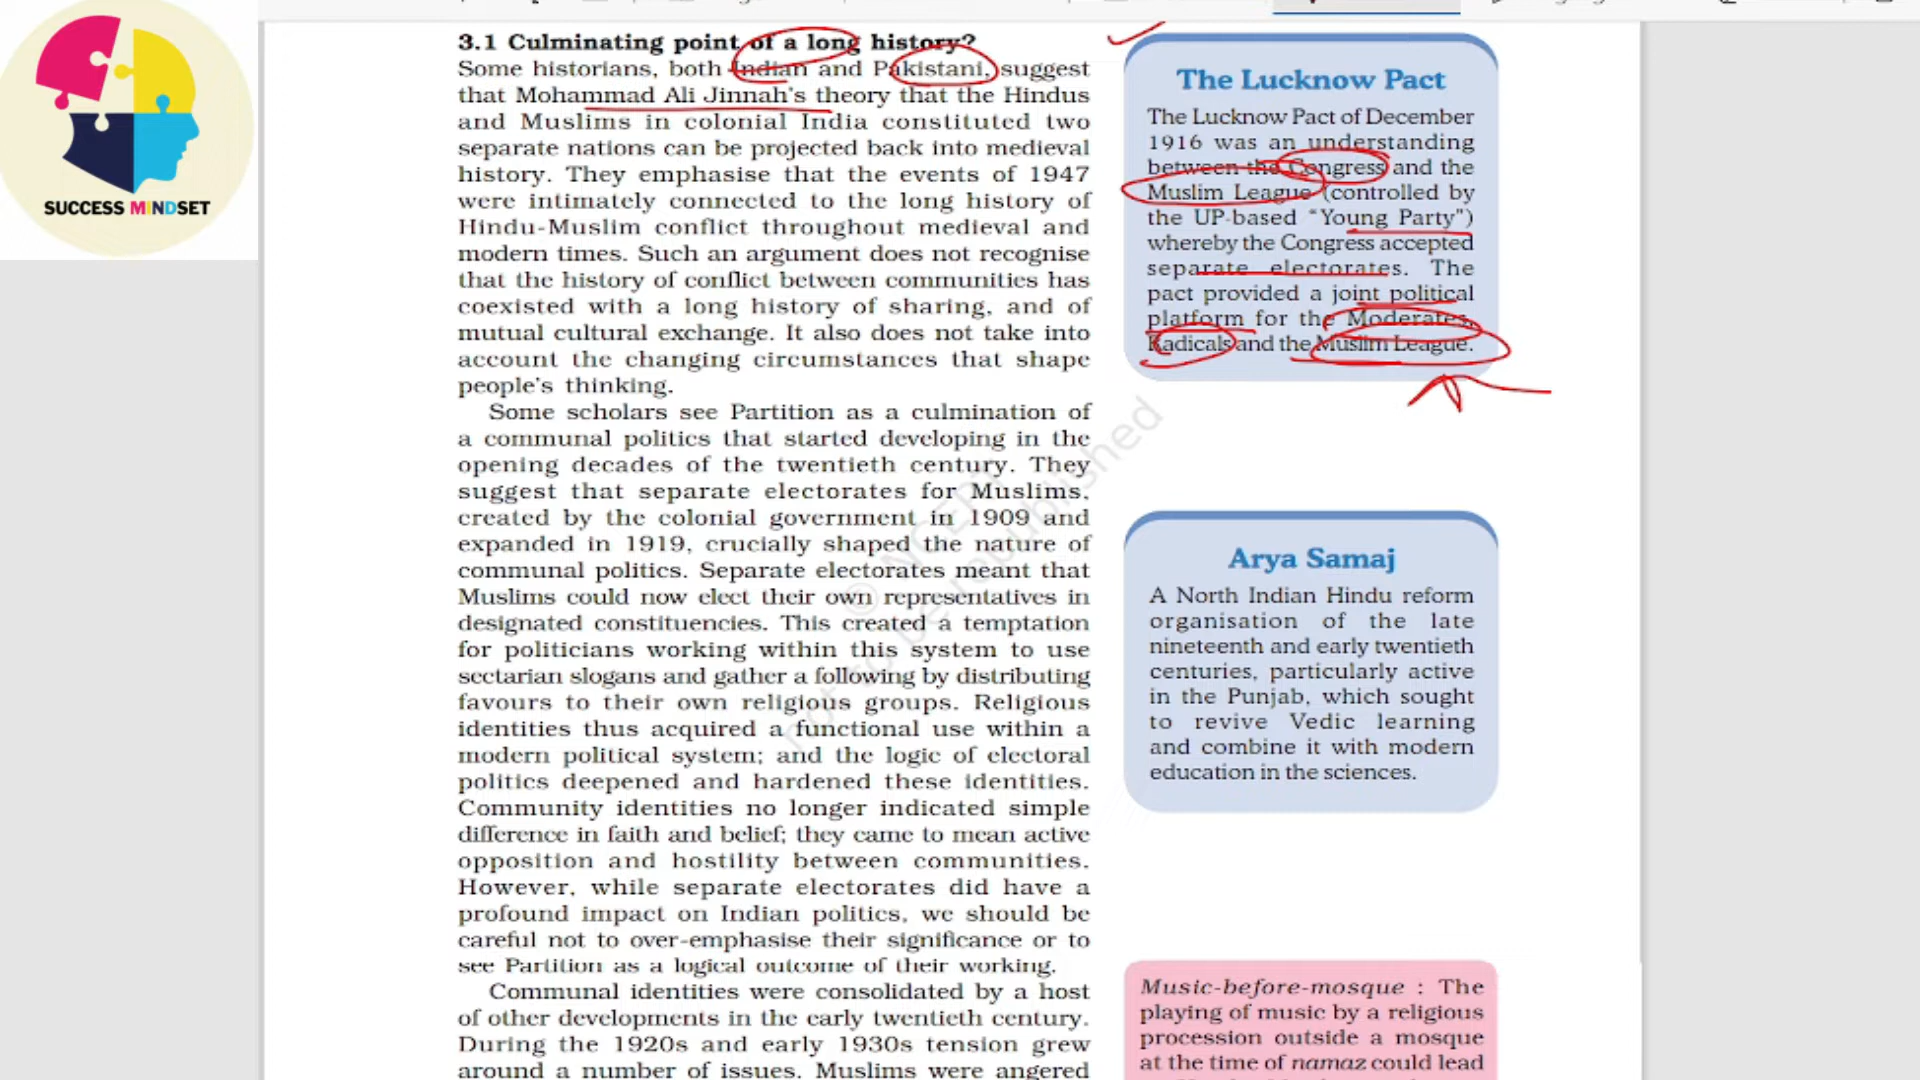 SUCCESS MINDSET
3.1 Culminating point of a long history?
Some historians, both Indian and Pakistani, suggest
that Mohammad Ali Jinnah's theory that the Hindus
and Muslims in colonial India constituted two
separate nations can be projected back into medieval
history. They emphasise that the events of 1947
were intimately connected to the long history of
Hindu-Muslim conflict throughout medieval and
modern times. Such an argument does not recognise
that the history of conflict between communities has
coexisted with a long history of sharing, and of
mutual cultural exchange. It also does not take into
account the changing circumstances that shape
people's thinking.
Some scholars see Partition as a culmination of
a communal politics that started developing in the
opening decades of the twentieth century. They
suggest that separate electorates for Muslims,
created by the colonial government in 1909 and
expanded in 1919, crucially shaped the nature of
communal politics. Separate electorates meant that
Muslims could now elect their own representatives in
designated constituencies. This created a temptation
for politicians working within this system to use
sectarian slogans and gather a following by distributing
favours to their own religious groups. Religious
identities thus acquired a functional use within a
modern political system; and the logic of electoral
politics deepened and hardened these identities.
Community identities no longer indicated simple
difference in faith and belief; they came to mean active
opposition and hostility between communities.
However, while separate electorates did have a
profound impact on Indian politics, we should be
careful not to over-emphasise their significance or to
see Partition as a logical outcome of their working.
Communal identities were consolidated by a host
of other developments in the early twentieth century.
During the 1920s and early 1930s tension grew
around a number of issues. Muslims were angered
The Lucknow Pact
The Lucknow Pact of December
1916 was an understanding
between the Congress and the
Muslim League (controlled by
the UP-based "Young Party")
whereby the Congress accepted
separate electorates. The
pact provided a joint political
platform for the Moderates,
Radicals and the Muslim League.
Arya Samaj
A North Indian Hindu reform
organisation of the late
nineteenth and early twentieth
centuries, particularly active
in the Punjab, which sought
to revive Vedic learning
and combine it with modern
education in the sciences.
Music-before-mosque : The
playing of music by a religious
procession outside a mosque
at the time of namaz could lead
© NCERT
not to be republished